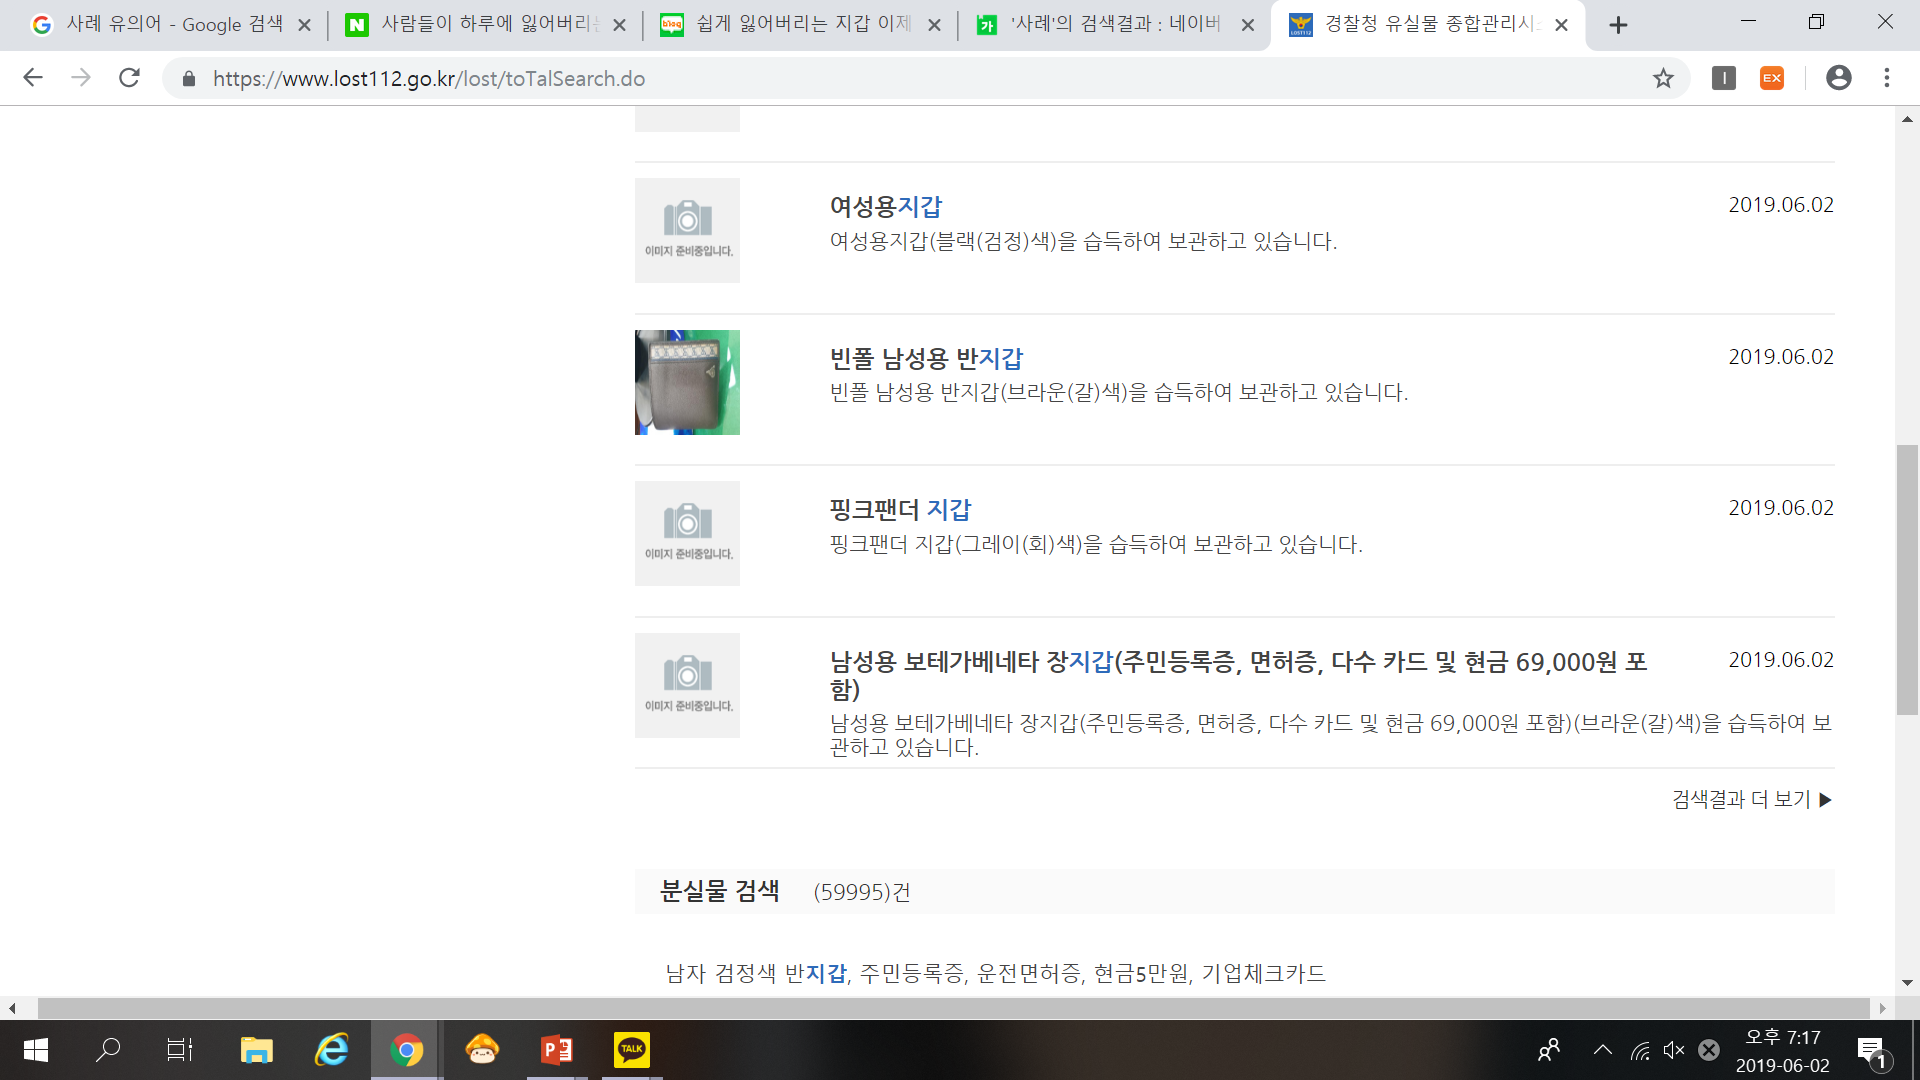 사례 유의어 - Google 검색
사람들이 하루에 잃어버리는
쉽게 잃어버리는 지갑 이제
'사례'의 검색결과 : 네이버
경찰청 유실물 종합관리시스
https://www.lost112.go.kr/lost/toTalSearch.do
EX
이미지 준비중입니다.
여성용지갑
2019.06.02
여성용지갑(블랙(검정)색)을 습득하여 보관하고 있습니다.
빈폴 남성용 반지갑
2019.06.02
빈폴 남성용 반지갑(브라운(갈)색)을 습득하여 보관하고 있습니다.
이미지 준비중입니다.
핑크팬더 지갑
2019.06.02
핑크팬더 지갑(그레이(회)색)을 습득하여 보관하고 있습니다.
이미지 준비중입니다.
남성용 보테가베네타 장지갑(주민등록증, 면허증, 다수 카드 및 현금 69,000원 포
함)
2019.06.02
남성용 보테가베네타 장지갑(주민등록증, 면허증, 다수 카드 및 현금 69,000원 포함)(브라운(갈)색)을 습득하여 보
관하고 있습니다.
검색결과 더 보기 ▶
분실물 검색 (59995)건
남자 검정색 반지갑, 주민등록증, 운전면허증, 현금5만원, 기업체크카드
TALK
오후 7:17
2019-06-02
1